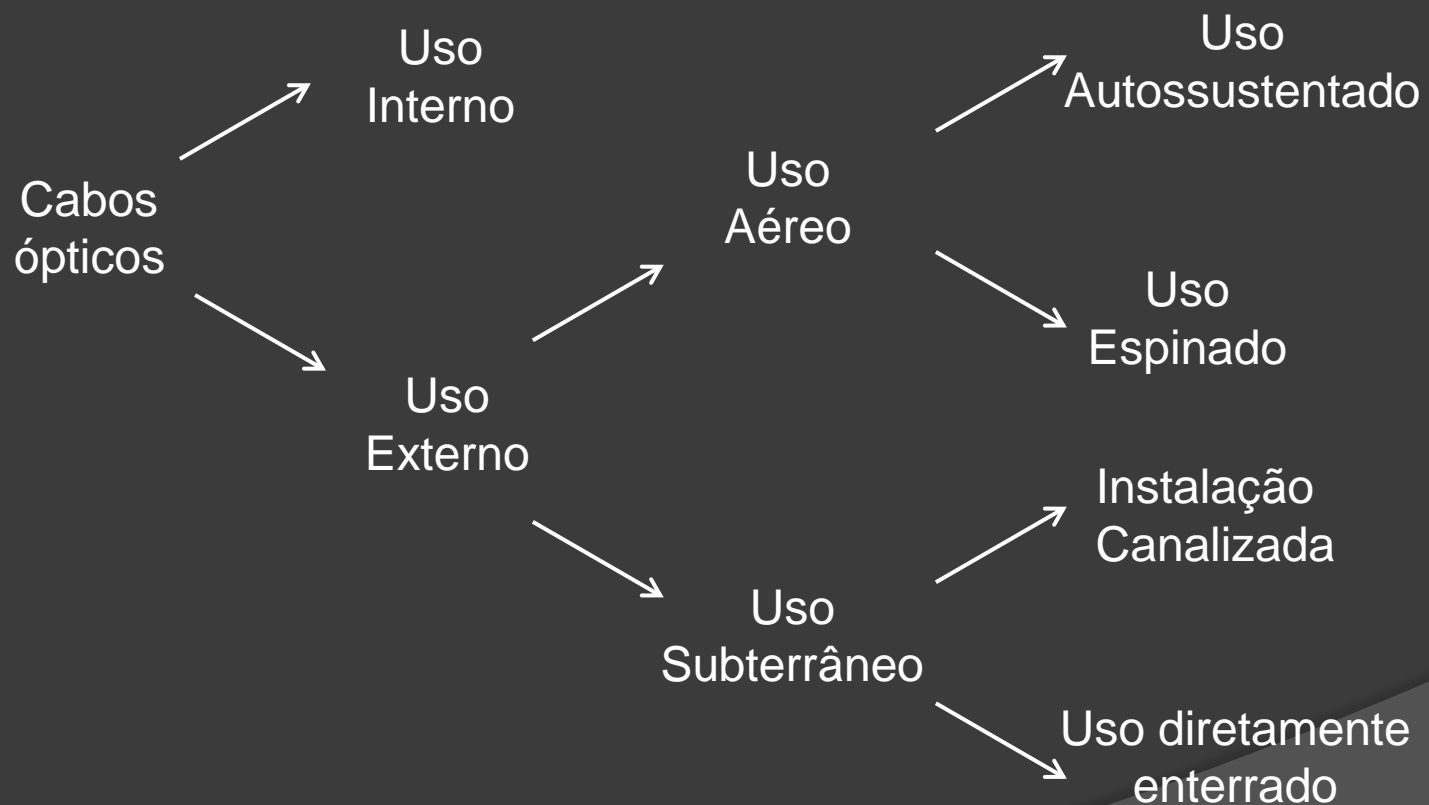 Cabos
ópticos
Uso
Interno
Uso
Externo
Uso
Aéreo
Uso
Subterrâneo
Uso
Autossustentado
Uso
Espinado
Instalação
Canalizada
Uso diretamente
enterrado